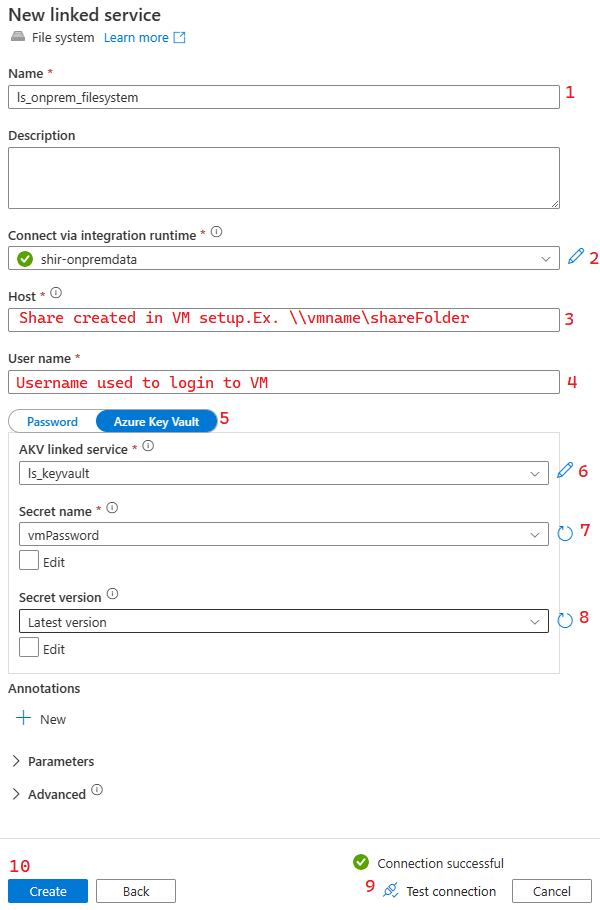 New linked service
File system Learn more
Name *
ls_onprem_filesystem 1
Description
Connect via integration runtime *
shir-onpremdata 2
Host *
Share created in VM setup.Ex. \\vmname\shareFolder 3
User name *
Username used to login to VM 4
Password Azure Key Vault 5
AKV linked service *
ls_keyvault 6
Secret name *
vmPassword 7
Edit
Secret version
Latest version 8
Edit
Annotations
New
Parameters
Advanced
10 Connection successful
Create Back 9 Test connection Cancel